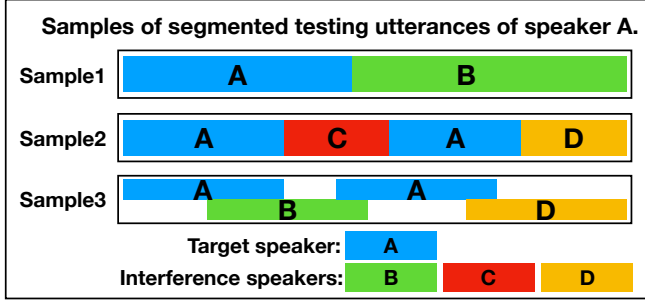 Samples of segmented testing utterances of speaker A.
Sample1 A B
Sample2 A C A D
Sample3 A A
B D
Target speaker: A
Interference speakers: B C D